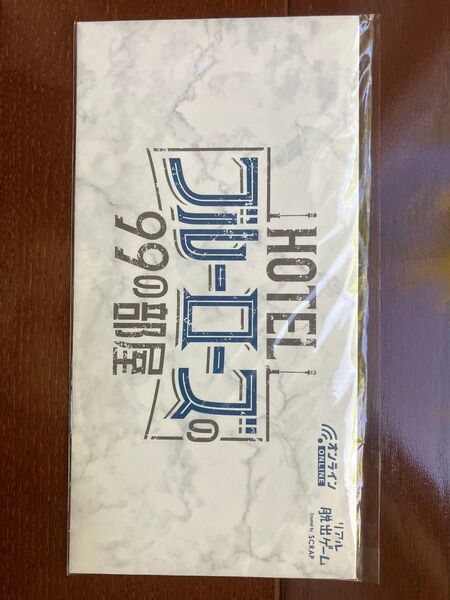 HOTEL
ブルーローズの
99の部屋
オンライン
ONLINE
リアル
脱出ゲーム
Created by SCRAP